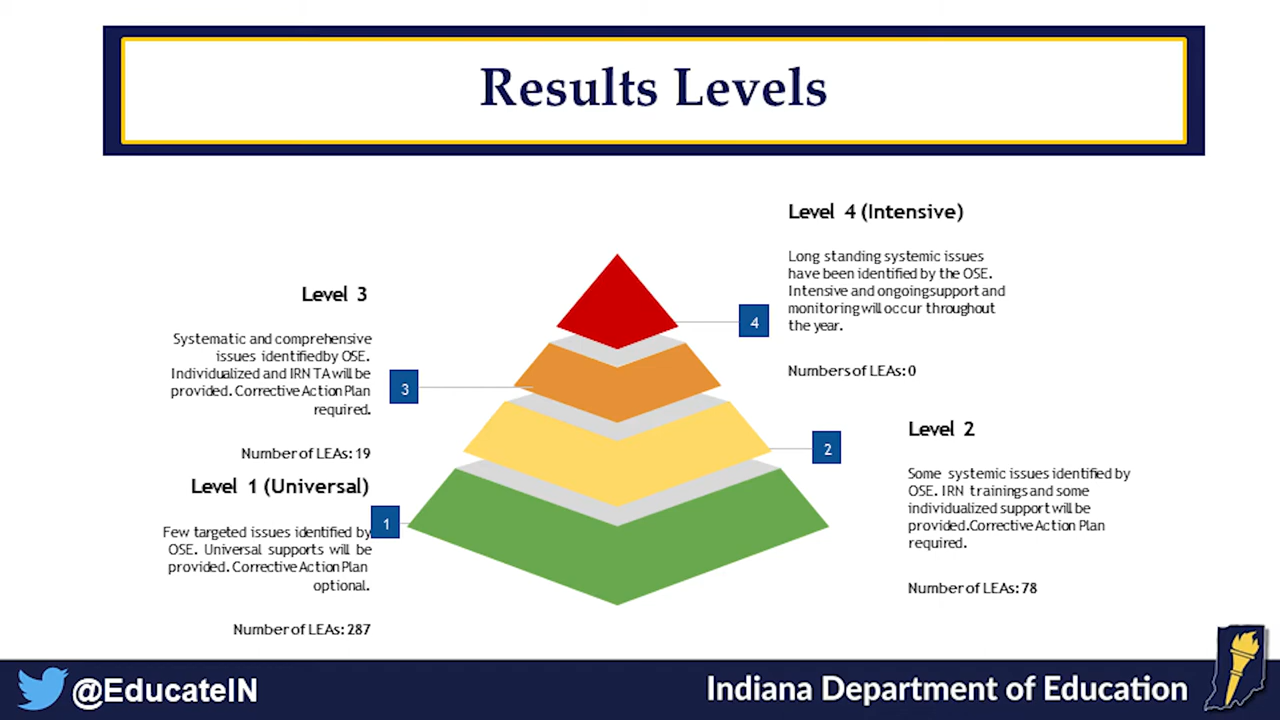 Results Levels
Level 4 (Intensive)
Long standing systemic issues
have been identified by the OSE.
Intensive and ongoing support and
monitoring will occur throughout
the year.
Numbers of LEAs: 0
4
Level 3
Systematic and comprehensive
issues identified by OSE.
Individualized and IRN TA will be
provided. Corrective Action Plan
required.
Number of LEAs: 19
3
Level 2
Some systemic issues identified by
OSE. IRN trainings and some
individualized support will be
provided.Corrective Action Plan
required.
Number of LEAs: 78
2
Level 1 (Universal)
Few targeted issues identified by
OSE. Universal supports will be
provided. Corrective Action Plan
optional.
Number of LEAs: 287
1
@EducateIN
Indiana Department of Education